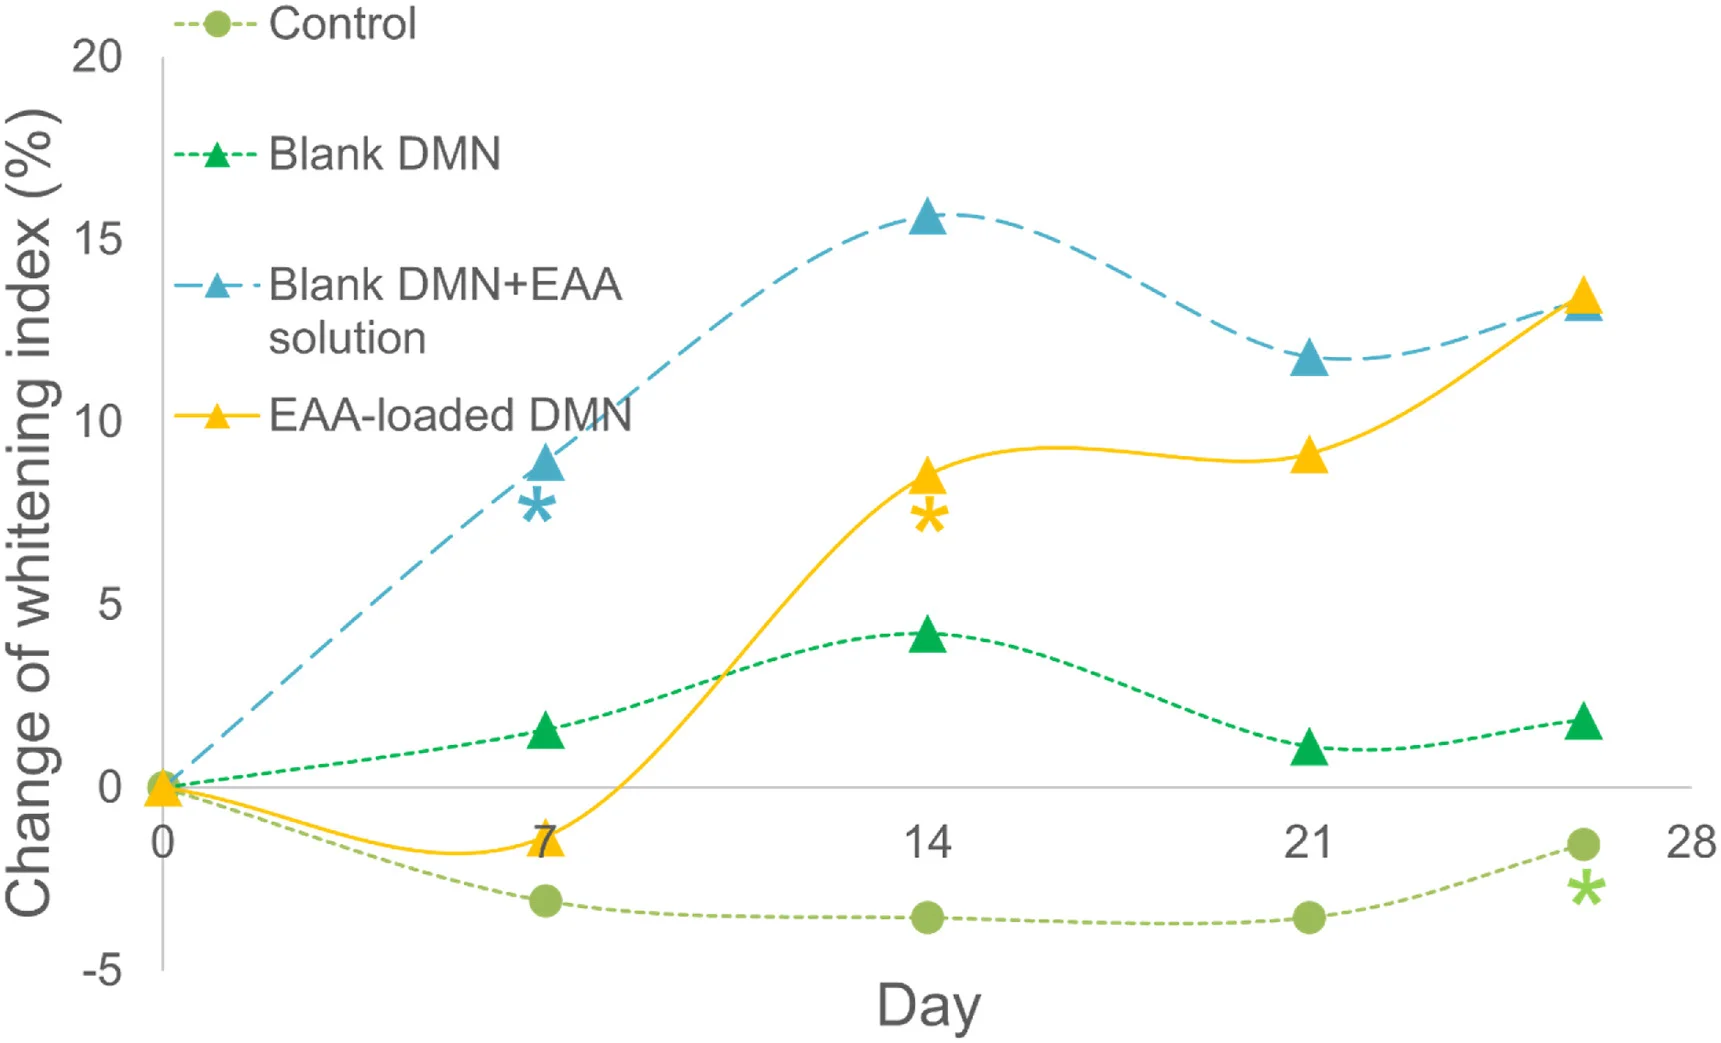 Control
Blank DMN
Blank DMN+EAA
solution
EAA-loaded DMN
Change of whitening index (%)
20
15
10
5
0
-5
0
7
14
21
28
*
*
*
Day